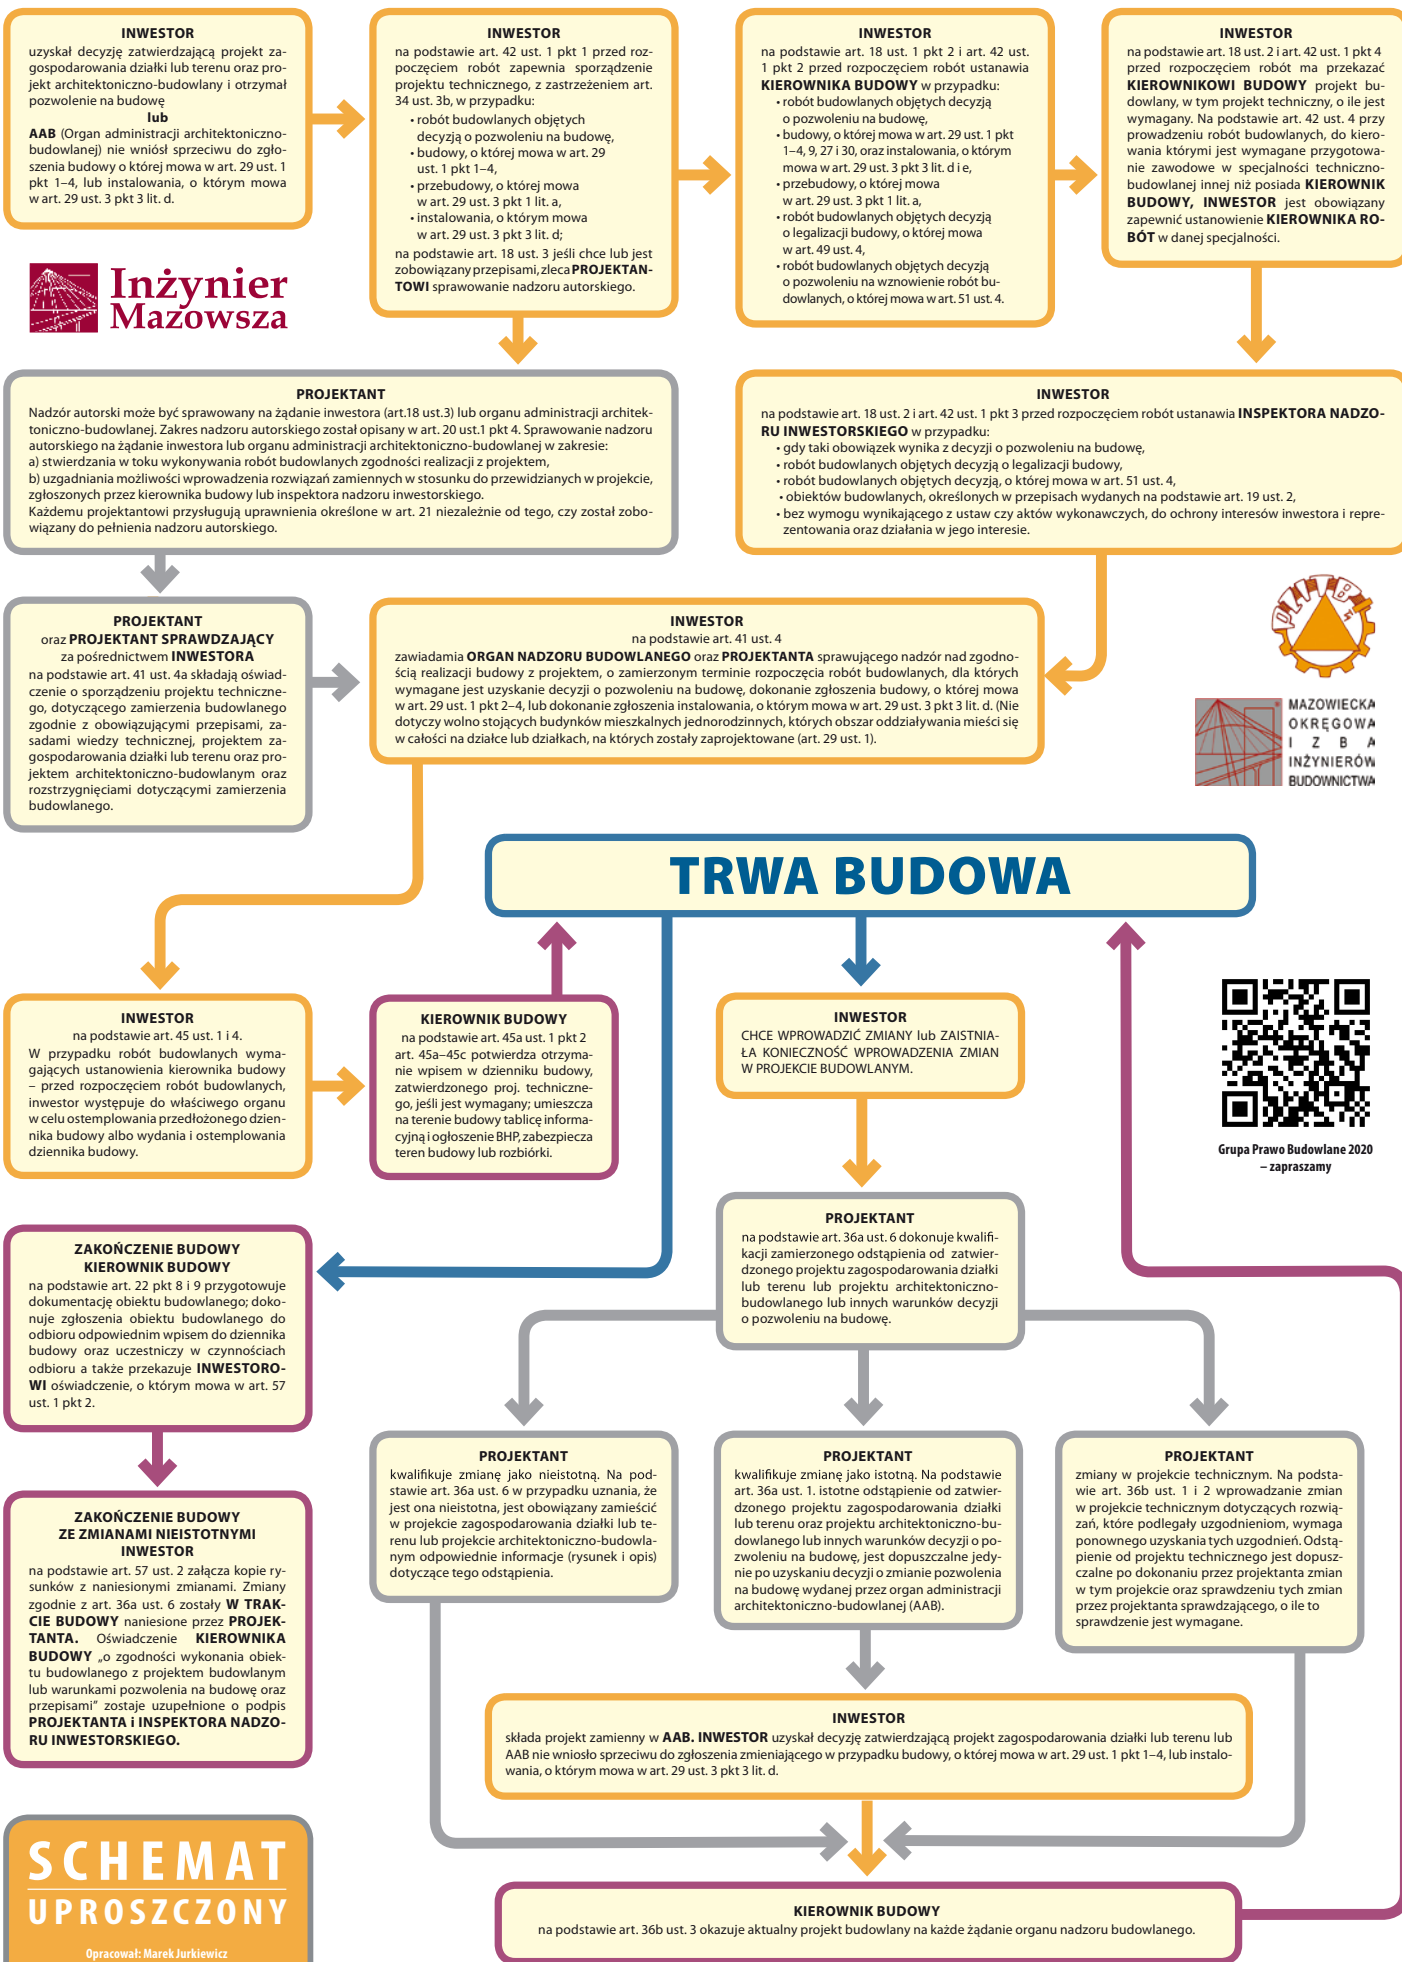 INWESTOR
uzyskał decyzję zatwierdzającą projekt za-
gospodarowania działki lub terenu oraz pro-
jekt architektoniczno-budowlany i otrzymał
pozwolenie na budowę
lub
AAB (Organ administracji architektoniczno-
budowlanej) nie wniósł sprzeciwu do zgło-
szenia budowy o której mowa w art. 29 ust. 1
pkt 1–4, lub instalowania, o którym mowa
w art. 29 ust. 3 pkt 3 lit. d.
INWESTOR
na podstawie art. 42 ust. 1 pkt 1 przed roz-
poczęciem robót zapewnia sporządzenie
projektu technicznego, z zastrzeżeniem art.
34 ust. 3b, w przypadku:
• robót budowlanych objętych
decyzją o pozwoleniu na budowę,
• budowy, o której mowa w art. 29
ust. 1 pkt 1–4,
• przebudowy, o której mowa
w art. 29 ust. 3 pkt 1 lit. a,
• instalowania, o którym mowa
w art. 29 ust. 3 pkt 3 lit. d;
na podstawie art. 18 ust. 3 jeśli chce lub jest
zobowiązany przepisami, zleca PROJEKTAN-
TOWI sprawowanie nadzoru autorskiego.
INWESTOR
na podstawie art. 18 ust. 1 pkt 2 i art. 42 ust.
1 pkt 2 przed rozpoczęciem robót ustanawia
KIEROWNIKA BUDOWY w przypadku:
• robót budowlanych objętych decyzją
o pozwoleniu na budowę,
• budowy, o której mowa w art. 29 ust. 1 pkt
1–4, 9, 27 i 30, oraz instalowania, o którym
mowa w art. 29 ust. 3 pkt 3 lit. d i e,
• przebudowy, o której mowa
w art. 29 ust. 3 pkt 1 lit. a,
• robót budowlanych objętych decyzją
o legalizacji budowy, o której mowa
w art. 49 ust. 4,
• robót budowlanych objętych decyzją
o pozwoleniu na wznowienie robót bu-
dowlanych, o której mowa w art. 51 ust. 4.
INWESTOR
na podstawie art. 18 ust. 2 i art. 42 ust. 1 pkt 4
przed rozpoczęciem robót ma przekazać
KIEROWNIKOWI BUDOWY projekt bu-
dowlany, w tym projekt techniczny, o ile jest
wymagany. Na podstawie art. 42 ust. 4 przy
prowadzeniu robót budowlanych, do kiero-
wania którymi jest wymagane przygotowa-
nie zawodowe w specjalności techniczno-
budowlanej innej niż posiada KIEROWNIK
BUDOWY, INWESTOR jest obowiązany
zapewnić ustanowienie KIEROWNIKA RO-
BÓT w danej specjalności.
Inżynier
Mazowsza
PROJEKTANT
Nadzór autorski może być sprawowany na żądanie inwestora (art.18 ust.3) lub organu administracji architek-
toniczno-budowlanej. Zakres nadzoru autorskiego został opisany w art. 20 ust.1 pkt 4. Sprawowanie nadzoru
autorskiego na żądanie inwestora lub organu administracji architektoniczno-budowlanej w zakresie:
a) stwierdzania w toku wykonywania robót budowlanych zgodności realizacji z projektem,
b) uzgadniania możliwości wprowadzenia rozwiązań zamiennych w stosunku do przewidzianych w projekcie,
zgłoszonych przez kierownika budowy lub inspektora nadzoru inwestorskiego.
Każdemu projektantowi przysługują uprawnienia określone w art. 21 niezależnie od tego, czy został zobo-
wiązany do pełnienia nadzoru autorskiego.
INWESTOR
na podstawie art. 18 ust. 2 i art. 42 ust. 1 pkt 3 przed rozpoczęciem robót ustanawia INSPEKTORA NADZO-
RU INWESTORSKIEGO w przypadku:
• gdy taki obowiązek wynika z decyzji o pozwoleniu na budowę,
• robót budowlanych objętych decyzją o legalizacji budowy,
• robót budowlanych objętych decyzją, o której mowa w art. 51 ust. 4,
• obiektów budowlanych, określonych w przepisach wydanych na podstawie art. 19 ust. 2,
• bez wymogu wynikającego z ustaw czy aktów wykonawczych, do ochrony interesów inwestora i repre-
zentowania oraz działania w jego interesie.
PROJEKTANT
oraz PROJEKTANT SPRAWDZAJĄCY
za pośrednictwem INWESTORA
na podstawie art. 41 ust. 4a składają oświad-
czenie o sporządzeniu projektu techniczne-
go, dotyczącego zamierzenia budowlanego
zgodnie z obowiązującymi przepisami, za-
sadami wiedzy technicznej, projektem za-
gospodarowania działki lub terenu oraz pro-
jektem architektoniczno-budowlanym oraz
rozstrzygnięciami dotyczącymi zamierzenia
budowlanego.
INWESTOR
na podstawie art. 41 ust. 4
zawiadamia ORGAN NADZORU BUDOWLANEGO oraz PROJEKTANTA sprawującego nadzór nad zgodno-
ścią realizacji budowy z projektem, o zamierzonym terminie rozpoczęcia robót budowlanych, dla których
wymagane jest uzyskanie decyzji o pozwoleniu na budowę, dokonanie zgłoszenia budowy, o której mowa
w art. 29 ust. 1 pkt 2–4, lub dokonanie zgłoszenia instalowania, o którym mowa w art. 29 ust. 3 pkt 3 lit. d. (Nie
dotyczy wolno stojących budynków mieszkalnych jednorodzinnych, których obszar oddziaływania mieści się
w całości na działce lub działkach, na których zostały zaprojektowane (art. 29 ust. 1).
PZITB
MAZOWIECKA
OKRĘGOWA
IZBA
INŻYNIERÓW
BUDOWNICTWA
TRWA BUDOWA
INWESTOR
na podstawie art. 45 ust. 1 i 4.
W przypadku robót budowlanych wyma-
gających ustanowienia kierownika budowy
– przed rozpoczęciem robót budowlanych,
inwestor występuje do właściwego organu
w celu ostemplowania przedłożonego dzien-
nika budowy albo wydania i ostemplowania
dziennika budowy.
KIEROWNIK BUDOWY
na podstawie art. 45a ust. 1 pkt 2
art. 45a–45c potwierdza otrzyma-
nie wpisem w dzienniku budowy,
zatwierdzonego proj. techniczne-
go, jeśli jest wymagany; umieszcza
na terenie budowy tablicę informa-
cyjną i ogłoszenie BHP, zabezpiecza
teren budowy lub rozbiórki.
INWESTOR
CHCE WPROWADZIĆ ZMIANY lub ZAISTNIA-
ŁA KONIECZNOŚĆ WPROWADZENIA ZMIAN
W PROJEKCIE BUDOWLANYM.
Grupa Prawo Budowlane 2020
– zapraszamy
PROJEKTANT
na podstawie art. 36a ust. 6 dokonuje kwalifi-
kacji zamierzonego odstąpienia od zatwier-
dzonego projektu zagospodarowania działki
lub terenu lub projektu architektoniczno-
budowlanego lub innych warunków decyzji
o pozwoleniu na budowę.
ZAKOŃCZENIE BUDOWY
KIEROWNIK BUDOWY
na podstawie art. 22 pkt 8 i 9 przygotowuje
dokumentację obiektu budowlanego; doko-
nuje zgłoszenia obiektu budowlanego do
odbioru odpowiednim wpisem do dziennika
budowy oraz uczestniczy w czynnościach
odbioru a także przekazuje INWESTORO-
WI oświadczenie, o którym mowa w art. 57
ust. 1 pkt 2.
PROJEKTANT
kwalifikuje zmianę jako nieistotną. Na pod-
stawie art. 36a ust. 6 w przypadku uznania, że
jest ona nieistotna, jest obowiązany zamieścić
w projekcie zagospodarowania działki lub te-
renu lub projekcie architektoniczno-budowla-
nym odpowiednie informacje (rysunek i opis)
dotyczące tego odstąpienia.
PROJEKTANT
kwalifikuje zmianę jako istotną. Na podstawie
art. 36a ust. 1. istotne odstąpienie od zatwier-
dzonego projektu zagospodarowania działki
lub terenu oraz projektu architektoniczno-bu-
dowlanego lub innych warunków decyzji o po-
zwoleniu na budowę, jest dopuszczalne jedy-
nie po uzyskaniu decyzji o zmianie pozwolenia
na budowę wydanej przez organ administracji
architektoniczno-budowlanej (AAB).
PROJEKTANT
zmiany w projekcie technicznym. Na podsta-
wie art. 36b ust. 1 i 2 wprowadzanie zmian
w projekcie technicznym dotyczących rozwią-
zań, które podlegały uzgodnieniom, wymaga
ponownego uzyskania tych uzgodnień. Odstą-
pienie od projektu technicznego jest dopusz-
czalne po dokonaniu przez projektanta zmian
w tym projekcie oraz sprawdzeniu tych zmian
przez projektanta sprawdzającego, o ile to
sprawdzenie jest wymagane.
ZAKOŃCZENIE BUDOWY
ZE ZMIANAMI NIEISTOTNYMI
INWESTOR
na podstawie art. 57 ust. 2 załącza kopie ry-
sunków z naniesionymi zmianami. Zmiany
zgodnie z art. 36a ust. 6 zostały W TRAK-
CIE BUDOWY naniesione przez PROJEK-
TANTA. Oświadczenie KIEROWNIKA
BUDOWY „o zgodności wykonania obiek-
tu budowlanego z projektem budowlanym
lub warunkami pozwolenia na budowę oraz
przepisami” zostaje uzupełnione o podpis
PROJEKTANTA i INSPEKTORA NADZO-
RU INWESTORSKIEGO.
INWESTOR
składa projekt zamienny w AAB. INWESTOR uzyskał decyzję zatwierdzającą projekt zagospodarowania działki lub terenu lub
AAB nie wniosło sprzeciwu do zgłoszenia zmieniającego w przypadku budowy, o której mowa w art. 29 ust. 1 pkt 1–4, lub instalo-
wania, o którym mowa w art. 29 ust. 3 pkt 3 lit. d.
SCHEMAT
UPROSZCZONY
Opracował: Marek Jurkiewicz
KIEROWNIK BUDOWY
na podstawie art. 36b ust. 3 okazuje aktualny projekt budowlany na każde żądanie organu nadzoru budowlanego.